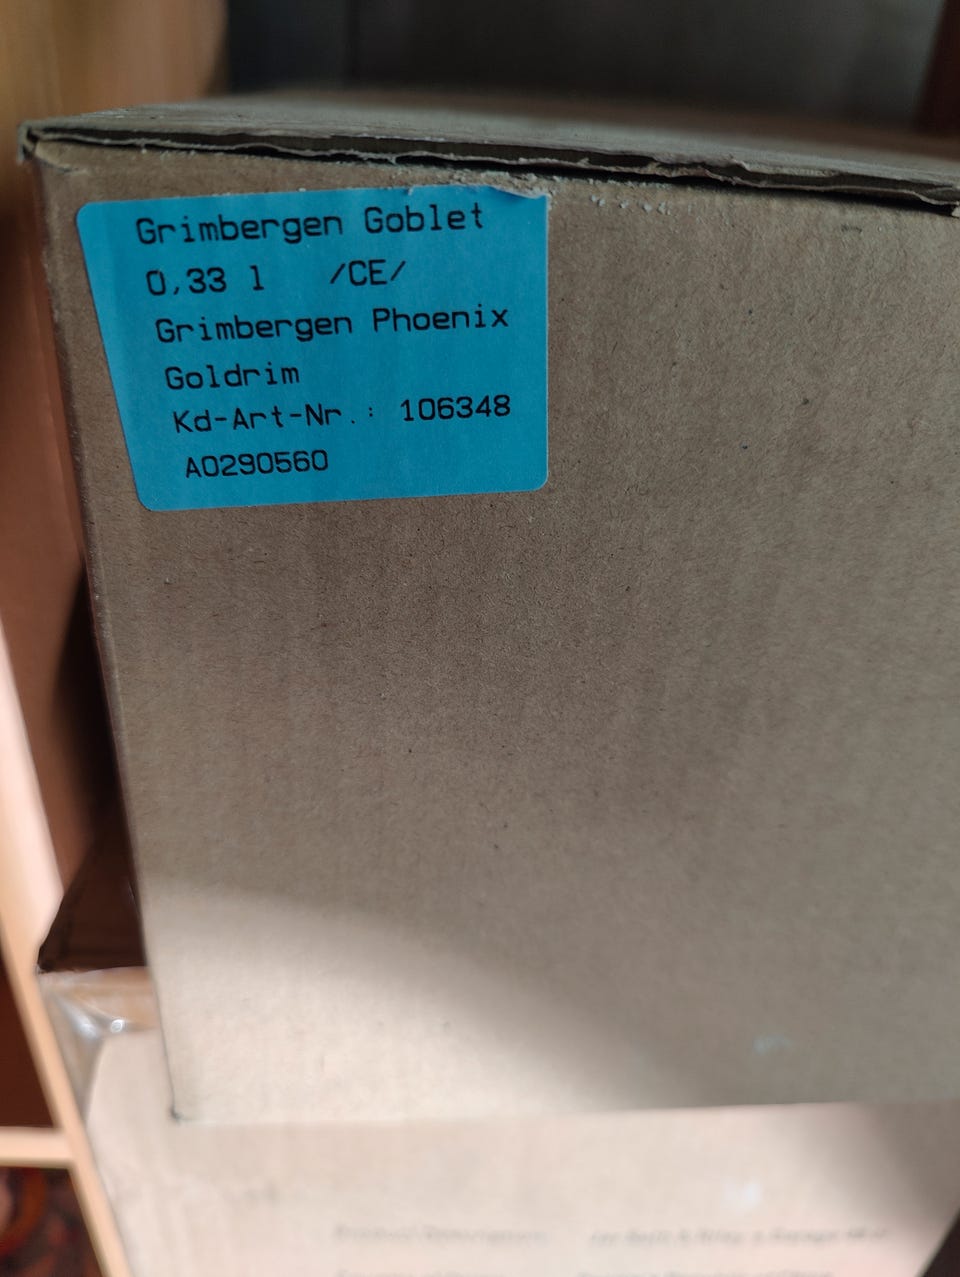 Grimbergen Goblet
0,33 l /CE/
Grimbergen Phoenix
Goldrim
Kd-Art-Nr.: 106348
A0290560